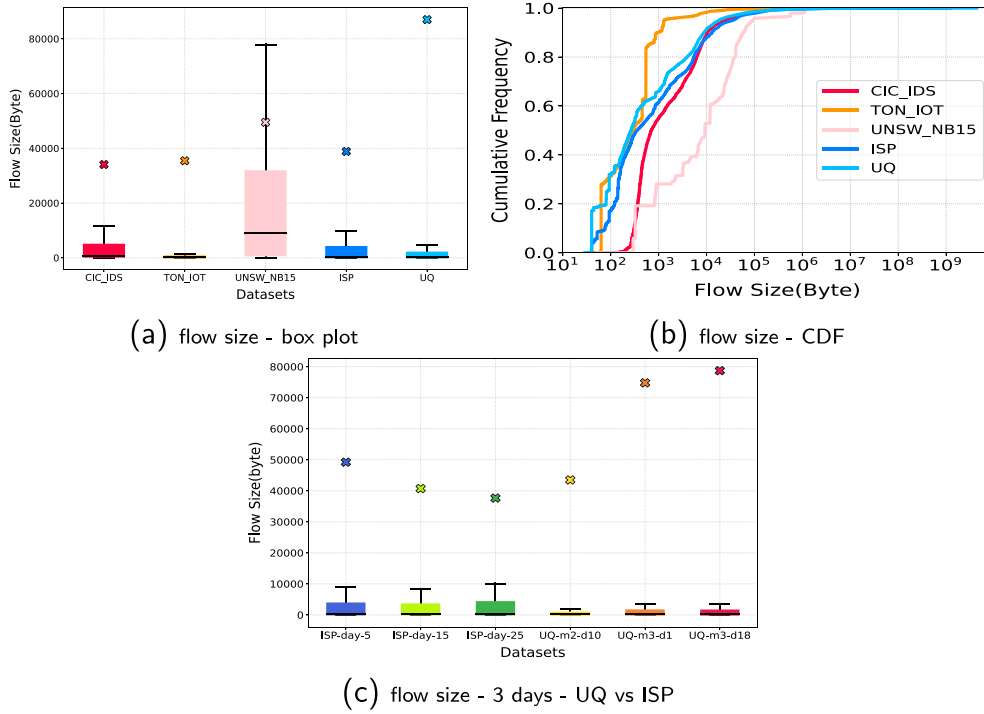 Flow Size(Byte)
80000
60000
40000
20000
0
CIC_IDS TON_IOT UNSW_NB15 ISP UQ
Datasets
(a) flow size - box plot
Cumulative Frequency
1.0
0.8
0.6
0.4
0.2
0.0
10^1 10^2 10^3 10^4 10^5 10^6 10^7 10^8 10^9
Flow Size(Byte)
CIC_IDS
TON_IOT
UNSW_NB15
ISP
UQ
(b) flow size - CDF
Flow Size(byte)
80000
70000
60000
50000
40000
30000
20000
10000
0
ISP-day-5 ISP-day-15 ISP-day-25 UQ-m2-d10 UQ-m3-d1 UQ-m3-d18
Datasets
(c) flow size - 3 days - UQ vs ISP